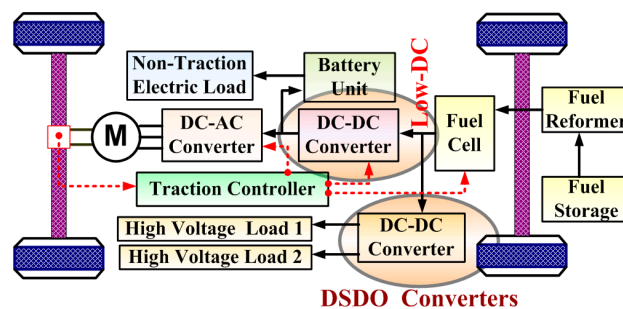 Non-Traction
Electric Load
Battery
Unit
Low-DC
M
DC-AC
Converter
DC-DC
Converter
Fuel
Cell
Fuel
Reformer
Traction Controller
Fuel
Storage
High Voltage Load 1
High Voltage Load 2
DC-DC
Converter
DSDO Converters